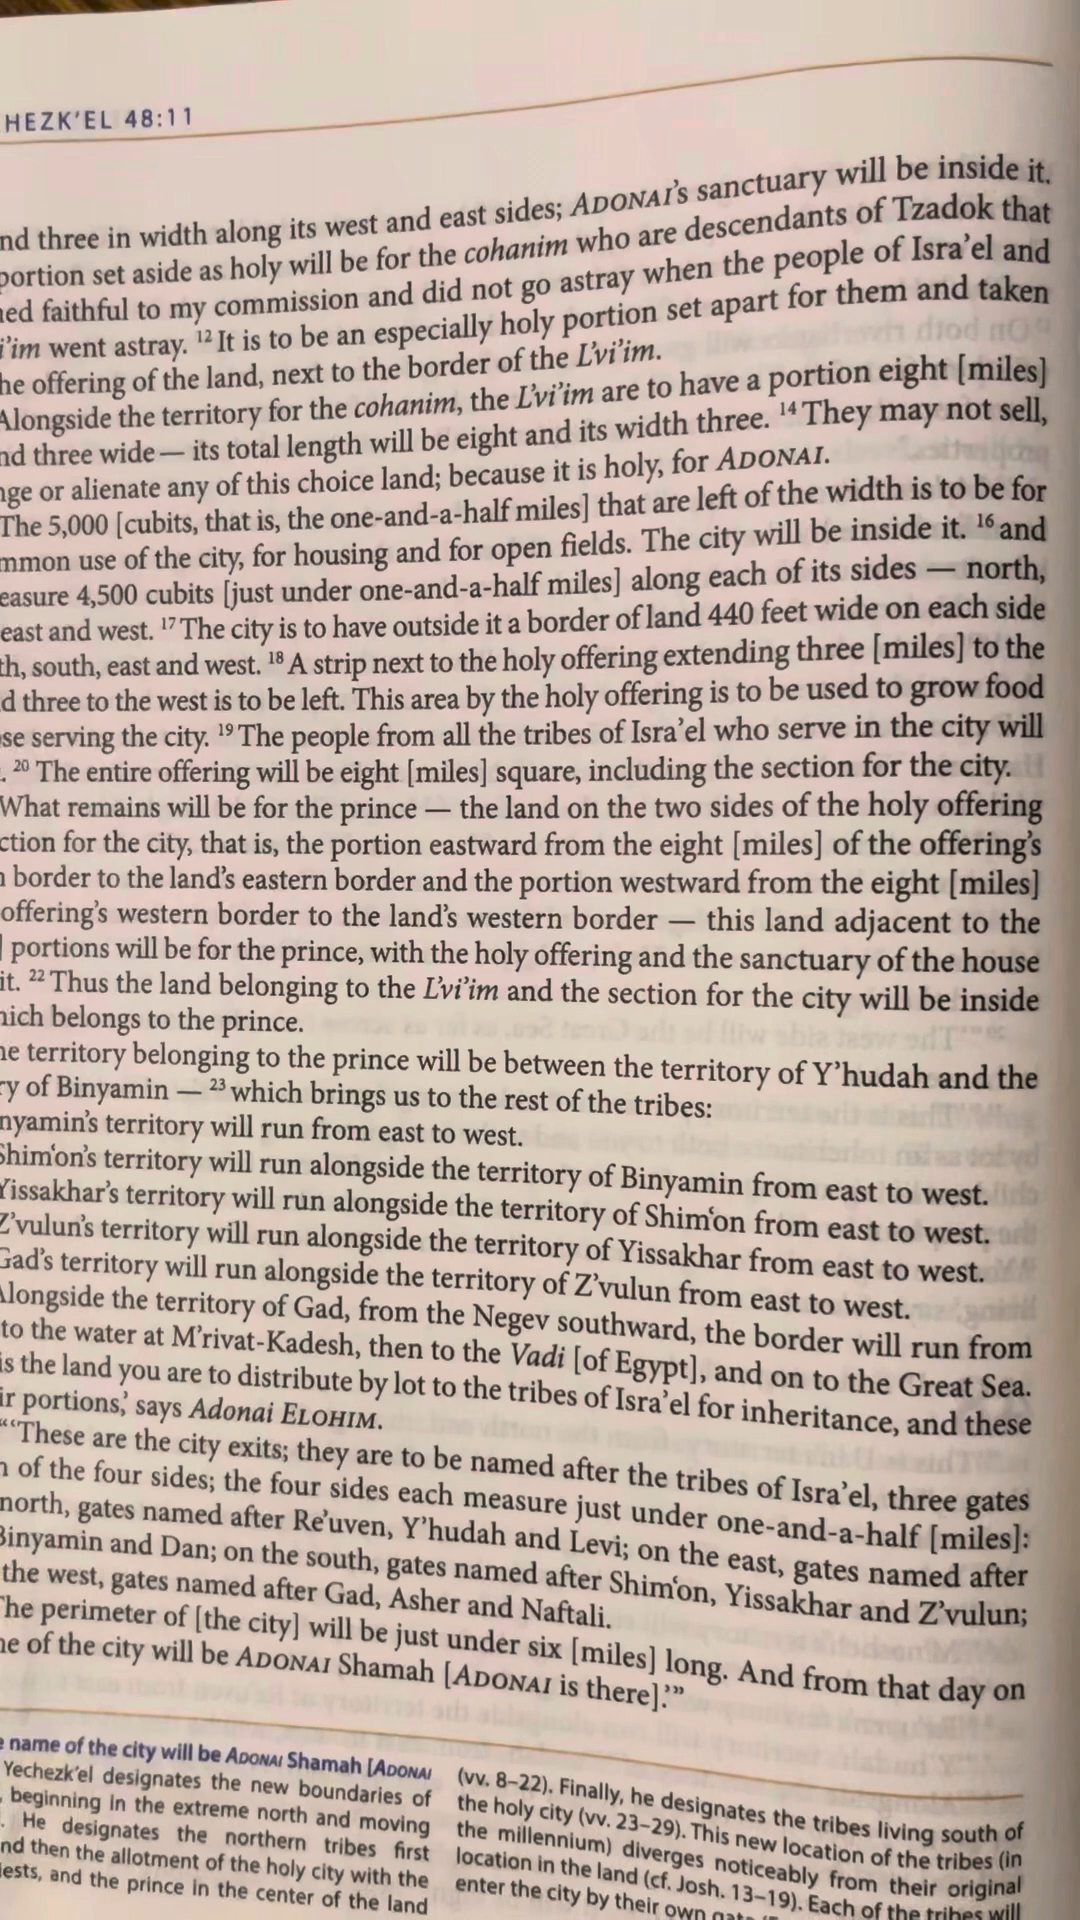 HEZK’EL 48:11
nd three in width along its west and east sides; ADONAI’s sanctuary will be inside it.
portion set aside as holy will be for the cohanim who are descendants of Tzadok that
ned faithful to my commission and did not go astray when the people of Isra’el and
i’im went astray. 12 It is to be an especially holy portion set apart for them and taken
he offering of the land, next to the border of the L’vi’im.
Alongside the territory for the cohanim, the L’vi’im are to have a portion eight [miles]
nd three wide — its total length will be eight and its width three. 14 They may not sell,
nge or alienate any of this choice land; because it is holy, for ADONAI.
The 5,000 [cubits, that is, the one-and-a-half miles] that are left of the width is to be for
mmon use of the city, for housing and for open fields. The city will be inside it. 16 and
easure 4,500 cubits [just under one-and-a-half miles] along each of its sides — north,
east and west. 17 The city is to have outside it a border of land 440 feet wide on each side
th, south, east and west. 18 A strip next to the holy offering extending three [miles] to the
d three to the west is to be left. This area by the holy offering is to be used to grow food
ose serving the city. 19 The people from all the tribes of Isra’el who serve in the city will
. 20 The entire offering will be eight [miles] square, including the section for the city.
What remains will be for the prince — the land on the two sides of the holy offering
ction for the city, that is, the portion eastward from the eight [miles] of the offering’s
n border to the land’s eastern border and the portion westward from the eight [miles]
offering’s western border to the land’s western border — this land adjacent to the
l portions will be for the prince, with the holy offering and the sanctuary of the house
it. 22 Thus the land belonging to the L’vi’im and the section for the city will be inside
hich belongs to the prince.
he territory belonging to the prince will be between the territory of Y’hudah and the
ry of Binyamin — 23 which brings us to the rest of the tribes:
nyamin’s territory will run from east to west.
Shim‘on’s territory will run alongside the territory of Binyamin from east to west.
Yissakhar’s territory will run alongside the territory of Shim‘on from east to west.
Z’vulun’s territory will run alongside the territory of Yissakhar from east to west.
Gad’s territory will run alongside the territory of Z’vulun from east to west.
Alongside the territory of Gad, from the Negev southward, the border will run from
to the water at M’rivat-Kadesh, then to the Vadi [of Egypt], and on to the Great Sea.
is the land you are to distribute by lot to the tribes of Isra’el for inheritance, and these
ir portions,’ says Adonai ELOHIM.
“‘These are the city exits; they are to be named after the tribes of Isra’el, three gates
h of the four sides; the four sides each measure just under one-and-a-half [miles]:
north, gates named after Re’uven, Y’hudah and Levi; on the east, gates named after
Binyamin and Dan; on the south, gates named after Shim‘on, Yissakhar and Z’vulun;
the west, gates named after Gad, Asher and Naftali.
The perimeter of [the city] will be just under six [miles] long. And from that day on
ne of the city will be ADONAI Shamah [ADONAI is there].’”
e name of the city will be ADONAI Shamah [ADONAI
Yechezk’el designates the new boundaries of
, beginning in the extreme north and moving
. He designates the northern tribes first
nd then the allotment of the holy city with the
iests, and the prince in the center of the land
(vv. 8–22). Finally, he designates the tribes living south of
the holy city (vv. 23–29). This new location of the tribes (in
the millennium) diverges noticeably from their original
location in the land (cf. Josh. 13–19). Each of the tribes will
enter the city by their own